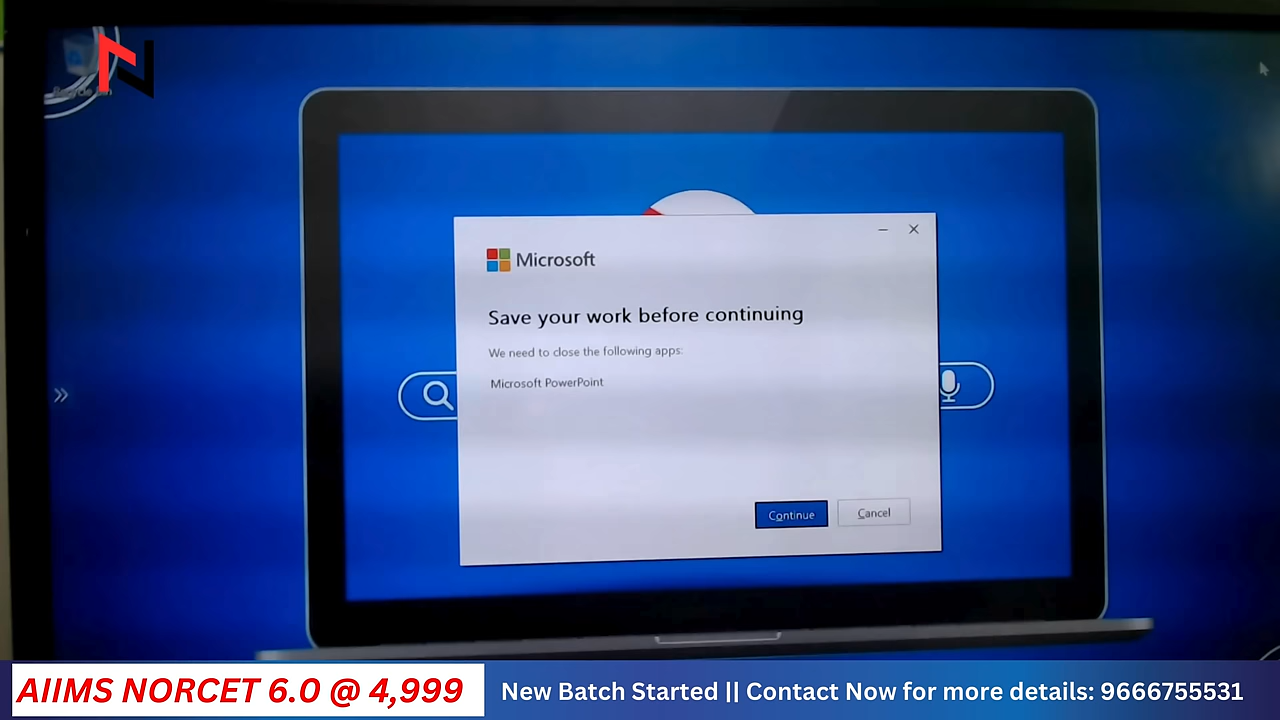 Microsoft
Save your work before continuing
We need to close the following apps:
Microsoft PowerPoint
Continue
Cancel
AIIMS NORCET 6.0 @ 4,999
New Batch Started || Contact Now for more details: 9666755531